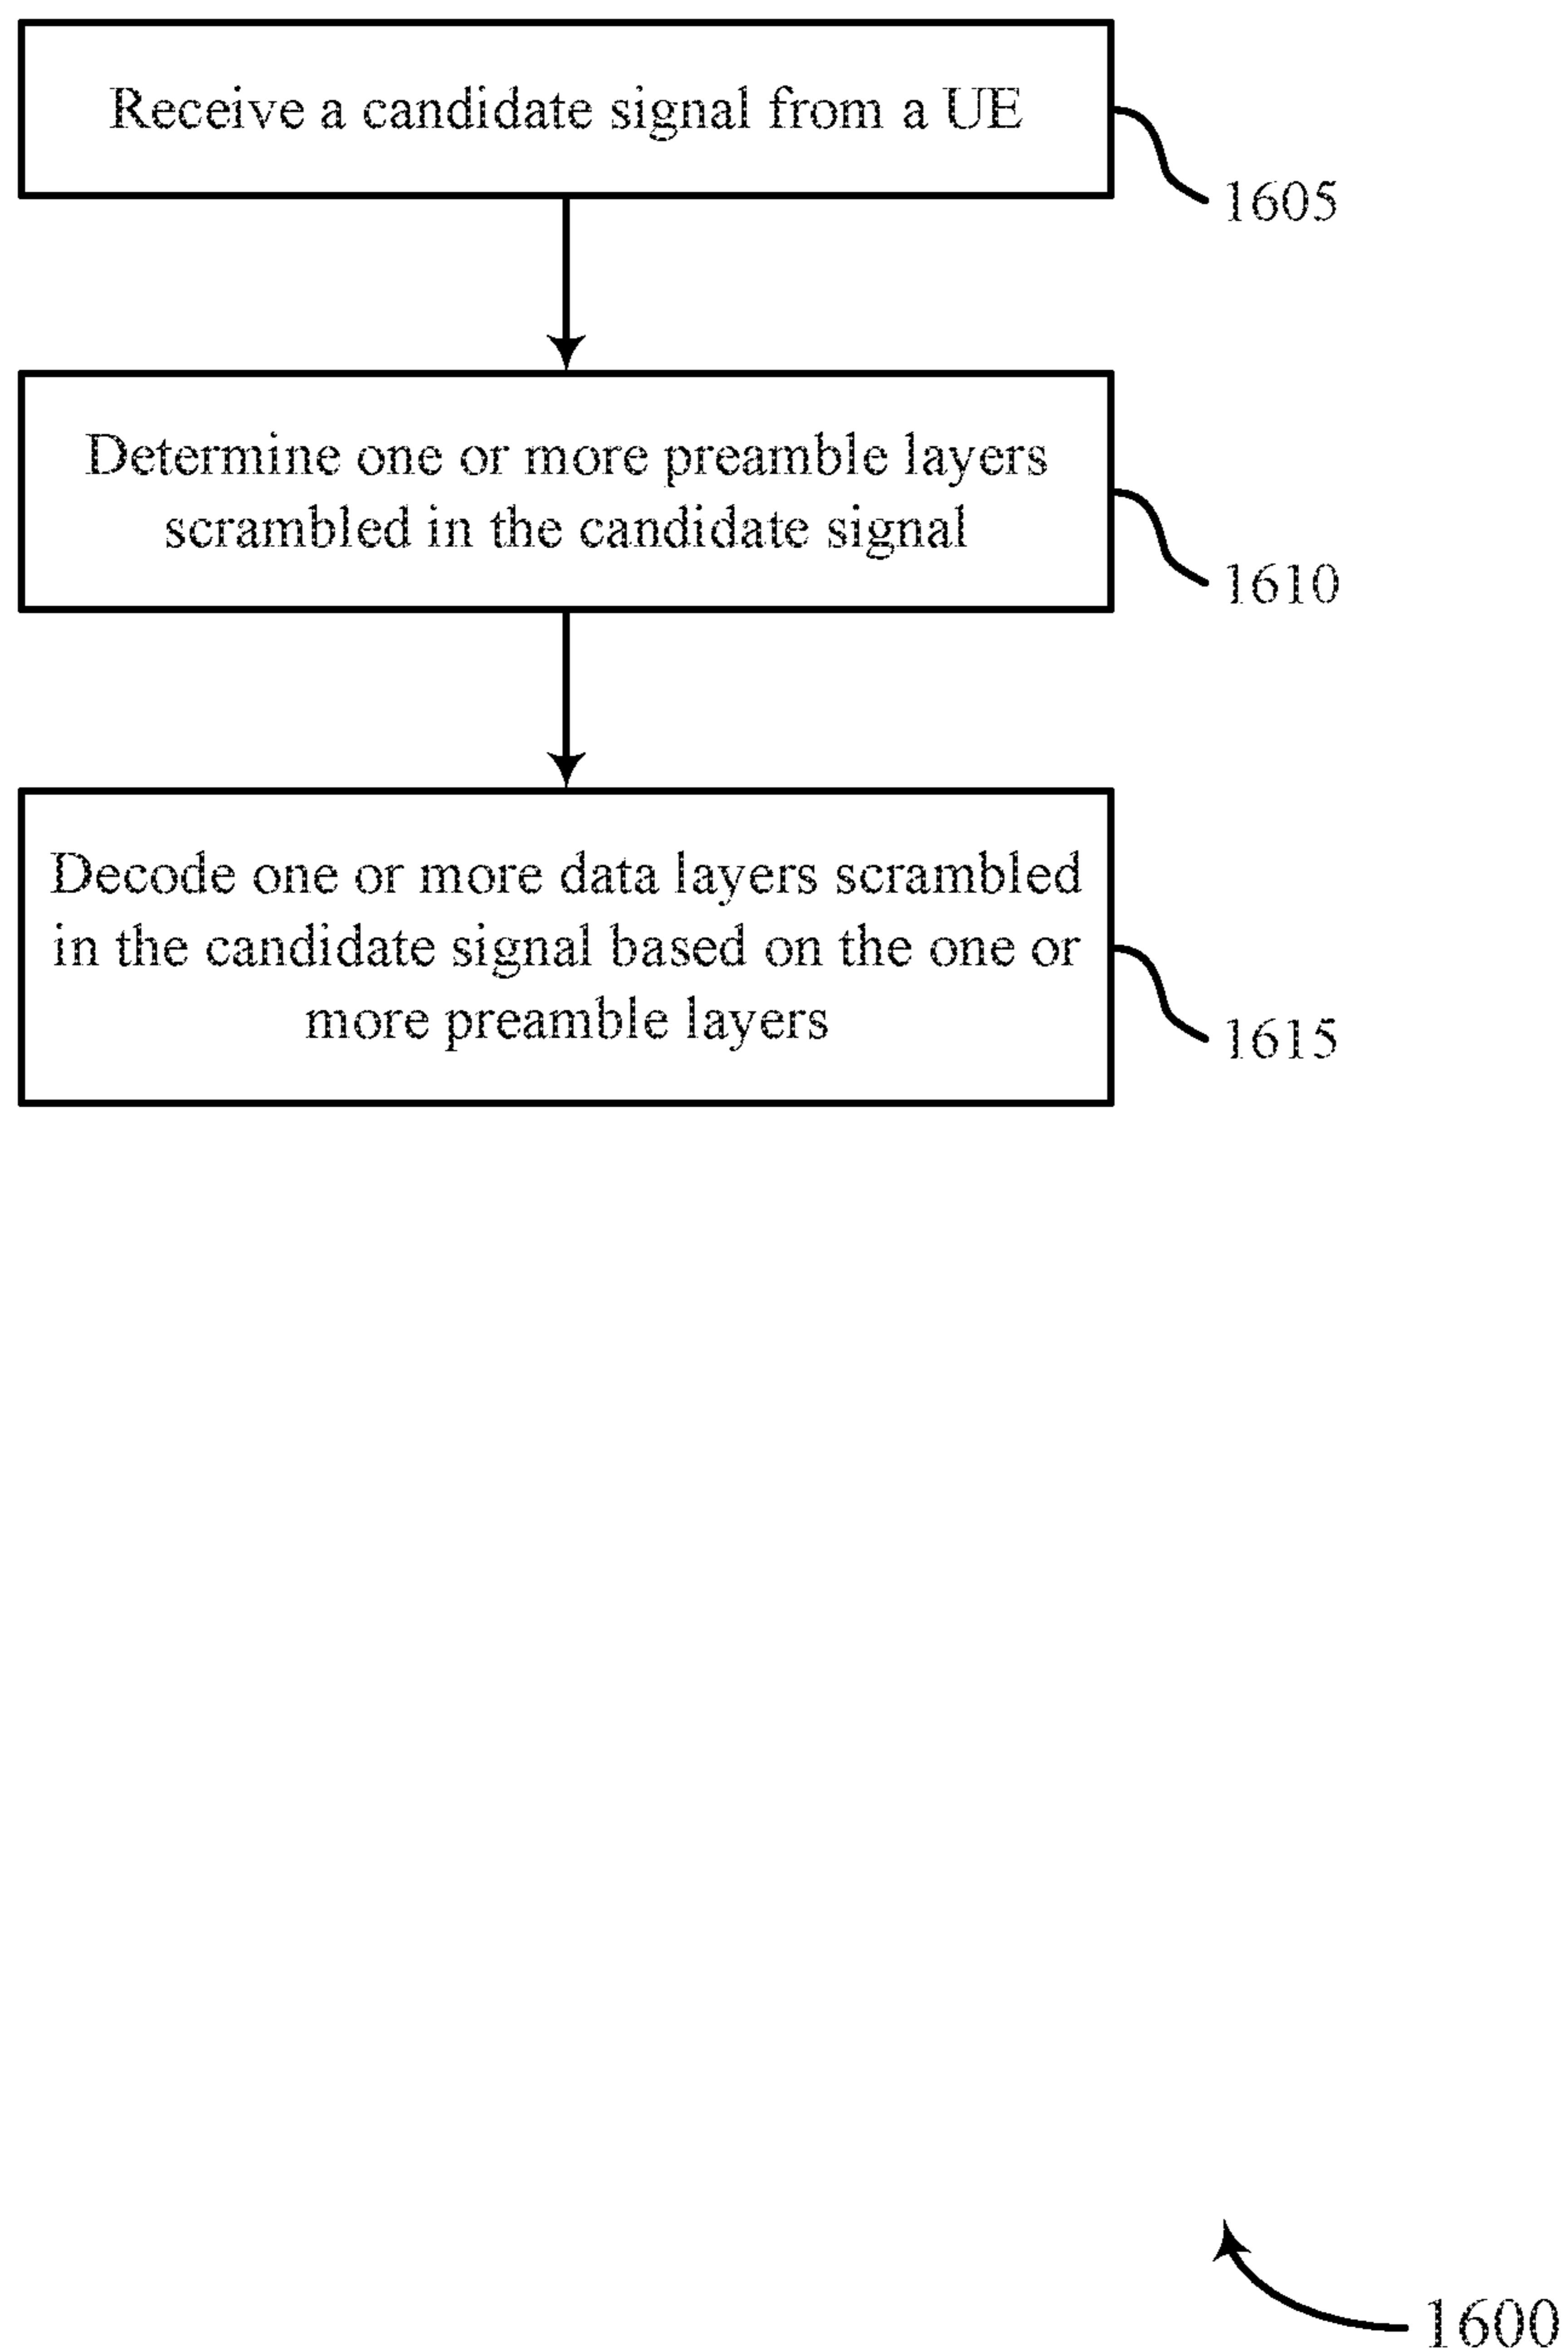 Receive a candidate signal from a UE
1605
Determine one or more preamble layers
scrambled in the candidate signal
1610
Decode one or more data layers scrambled
in the candidate signal based on the one or
more preamble layers
1615
1600